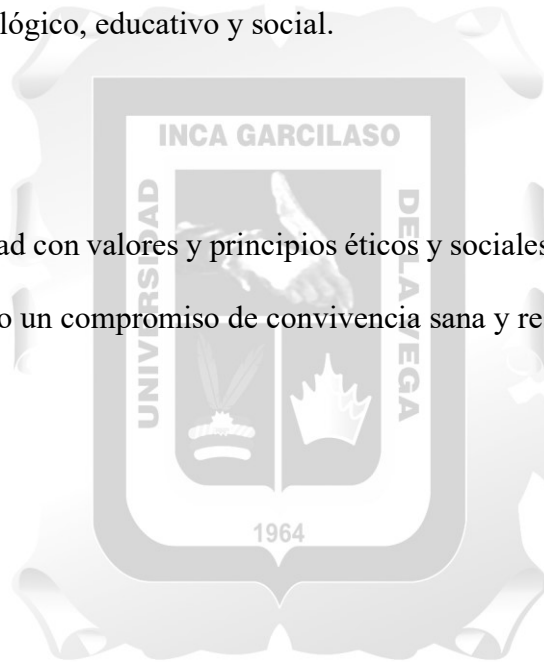 lógico, educativo y social.
INCA GARCILASO
UNIVERSIDAD
DE LA VEGA
ad con valores y principios éticos y sociales
o un compromiso de convivencia sana y re
1964